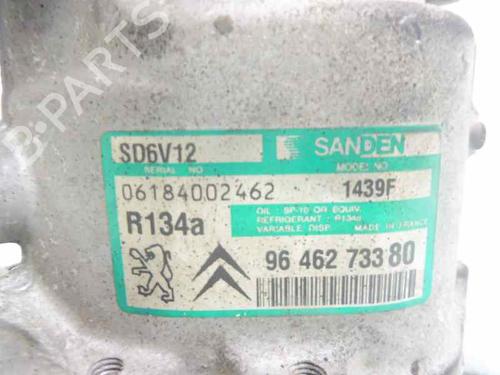 SD6V12 SANDEN
SERIAL NO MODEL NO
06184002462 1439F
R134a
OIL : SP-10 OR EQUIV.
REFRIGERANT : R134a
VARIABLE DISP. MADE IN FRANCE
96 462 733 80
B-PARTS